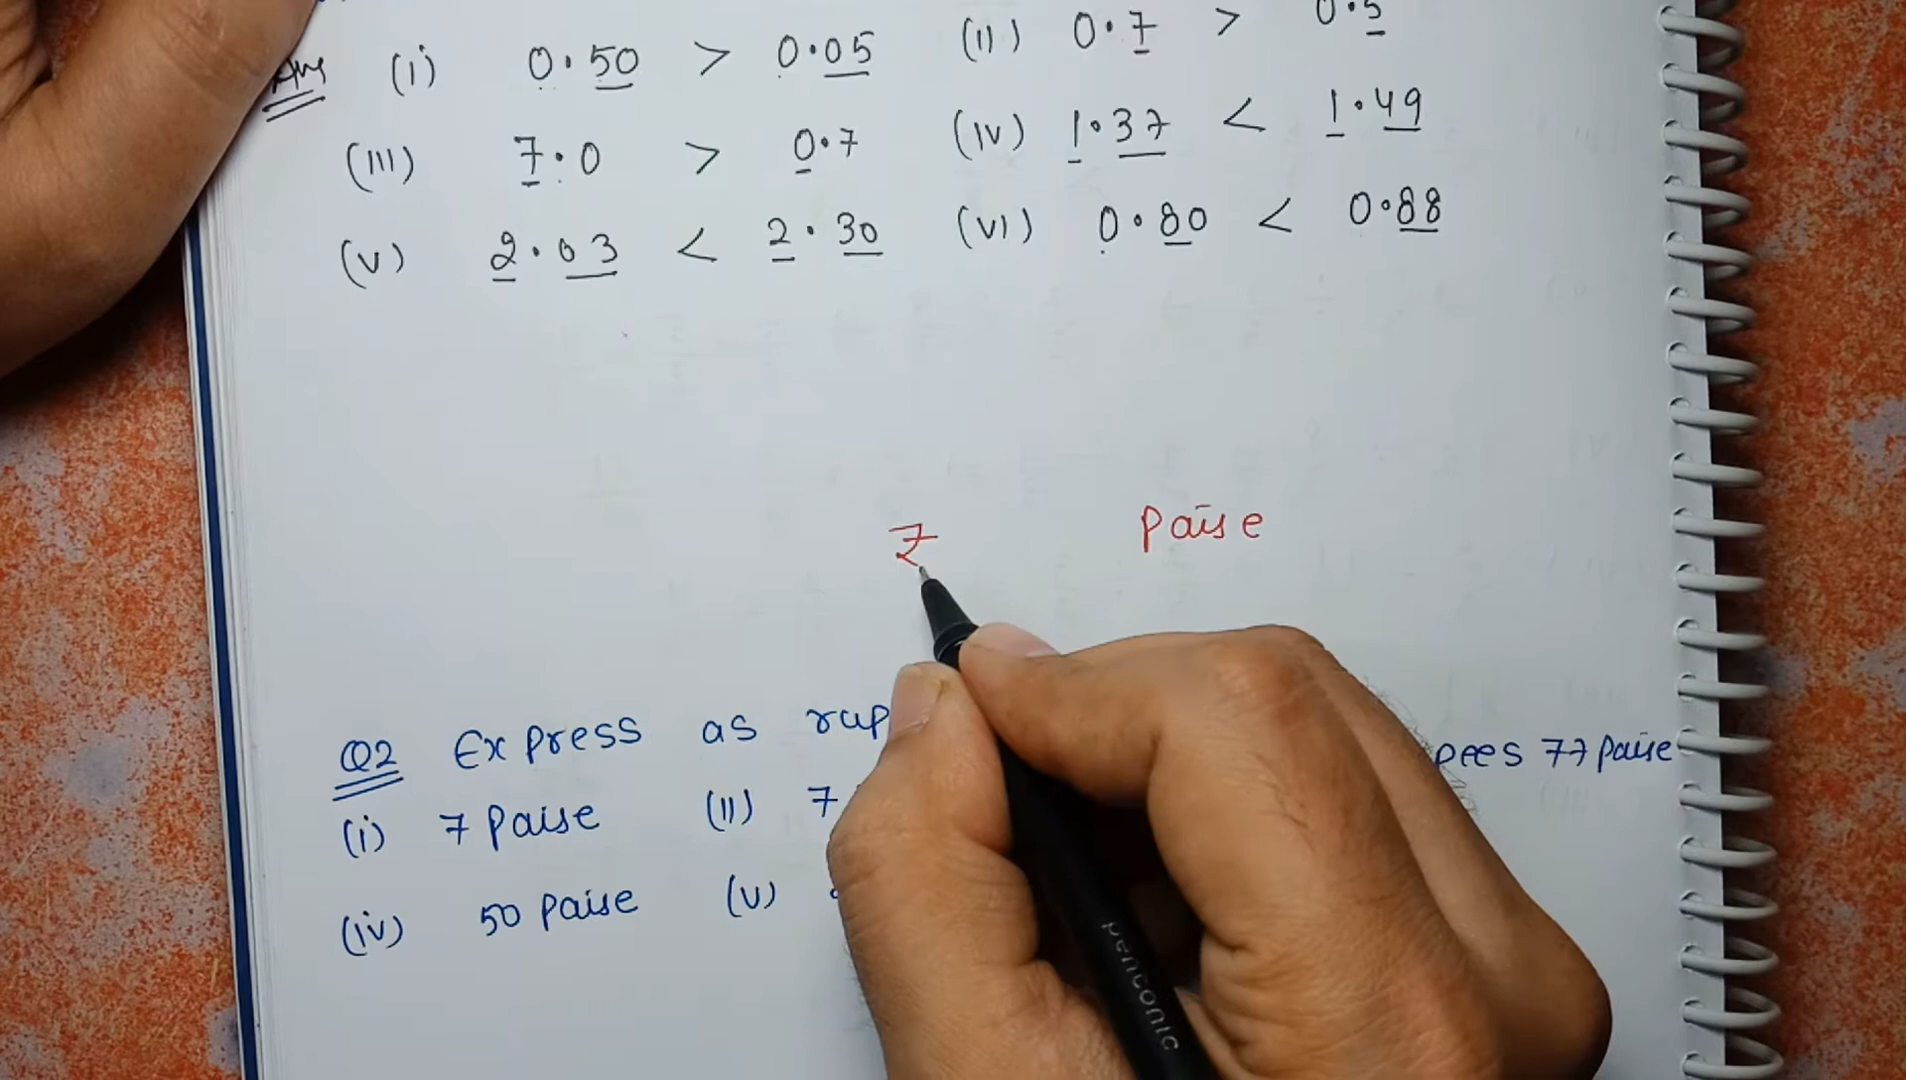 Ans (i) 0.50 > 0.05 (ii) 0.7 > 0.5
(iii) 7.0 > 0.7 (iv) 1.37 < 1.49
(v) 2.03 < 2.30 (vi) 0.80 < 0.88
₹ Paise
Q2 Express as rup pees 77 paise
(i) 7 Paise (ii) 7
(iv) 50 paise (v)
penconic